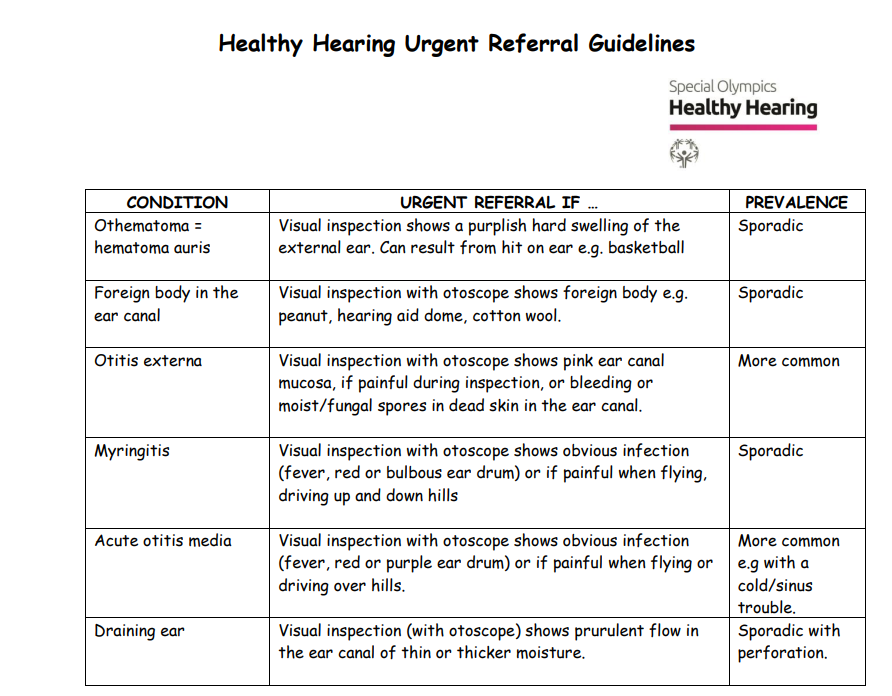 Healthy Hearing Urgent Referral Guidelines
Special Olympics
Healthy Hearing
CONDITION URGENT REFERRAL IF … PREVALENCE
Othematoma =
hematoma auris
Visual inspection shows a purplish hard swelling of the
external ear. Can result from hit on ear e.g. basketball
Sporadic
Foreign body in the
ear canal
Visual inspection with otoscope shows foreign body e.g.
peanut, hearing aid dome, cotton wool.
Sporadic
Otitis externa
Visual inspection with otoscope shows pink ear canal
mucosa, if painful during inspection, or bleeding or
moist/fungal spores in dead skin in the ear canal.
More common
Myringitis
Visual inspection with otoscope shows obvious infection
(fever, red or bulbous ear drum) or if painful when flying,
driving up and down hills
Sporadic
Acute otitis media
Visual inspection with otoscope shows obvious infection
(fever, red or purple ear drum) or if painful when flying or
driving over hills.
More common
e.g with a
cold/sinus
trouble.
Draining ear
Visual inspection (with otoscope) shows prurulent flow in
the ear canal of thin or thicker moisture.
Sporadic with
perforation.